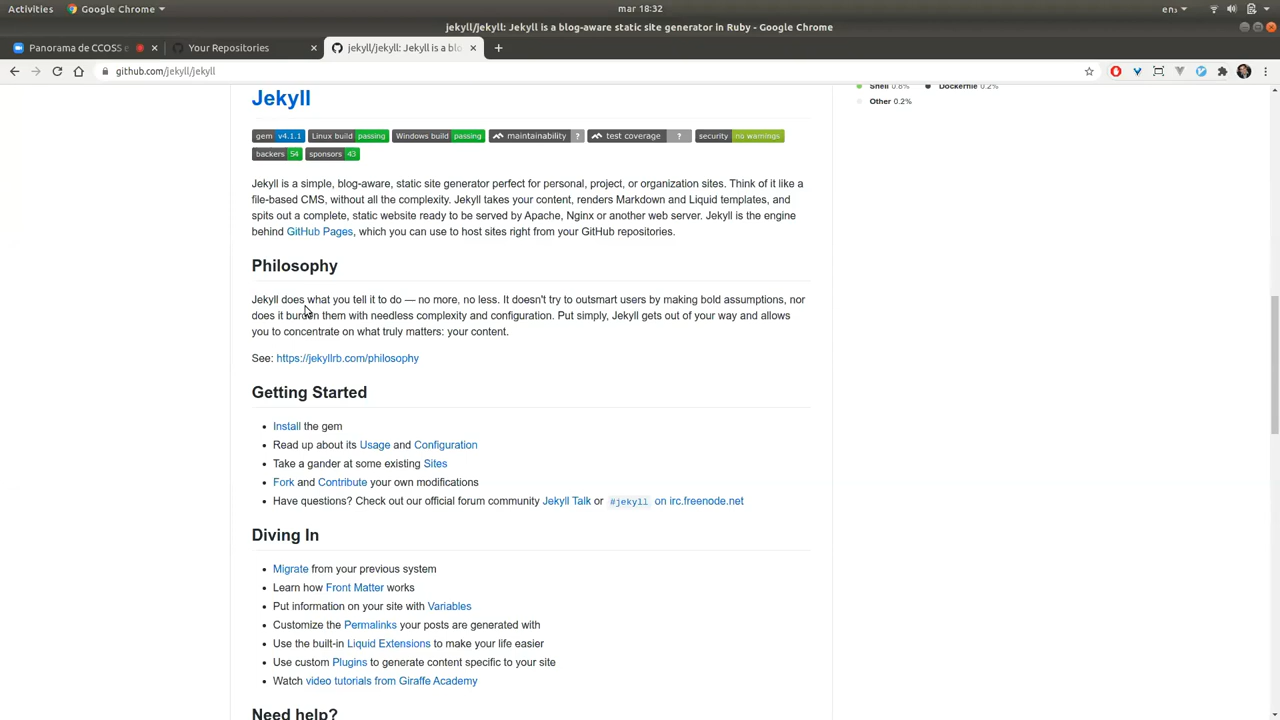 Activities Google Chrome mar 18:32 en₃
jekyll/jekyll: Jekyll is a blog-aware static site generator in Ruby - Google Chrome
Panorama de CCOSS e Your Repositories jekyll/jekyll: Jekyll is a blo
github.com/jekyll/jekyll
Shell 0.6% Dockerfile 0.2%
Other 0.2%
Jekyll
gem v4.1.1 Linux build passing Windows build passing maintainability ? test coverage ? security no warnings
backers 54 sponsors 43
Jekyll is a simple, blog-aware, static site generator perfect for personal, project, or organization sites. Think of it like a
file-based CMS, without all the complexity. Jekyll takes your content, renders Markdown and Liquid templates, and
spits out a complete, static website ready to be served by Apache, Nginx or another web server. Jekyll is the engine
behind GitHub Pages, which you can use to host sites right from your GitHub repositories.
Philosophy
Jekyll does what you tell it to do — no more, no less. It doesn't try to outsmart users by making bold assumptions, nor
does it burden them with needless complexity and configuration. Put simply, Jekyll gets out of your way and allows
you to concentrate on what truly matters: your content.
See: https://jekyllrb.com/philosophy
Getting Started
Install the gem
Read up about its Usage and Configuration
Take a gander at some existing Sites
Fork and Contribute your own modifications
Have questions? Check out our official forum community Jekyll Talk or #jekyll on irc.freenode.net
Diving In
Migrate from your previous system
Learn how Front Matter works
Put information on your site with Variables
Customize the Permalinks your posts are generated with
Use the built-in Liquid Extensions to make your life easier
Use custom Plugins to generate content specific to your site
Watch video tutorials from Giraffe Academy
Need help?